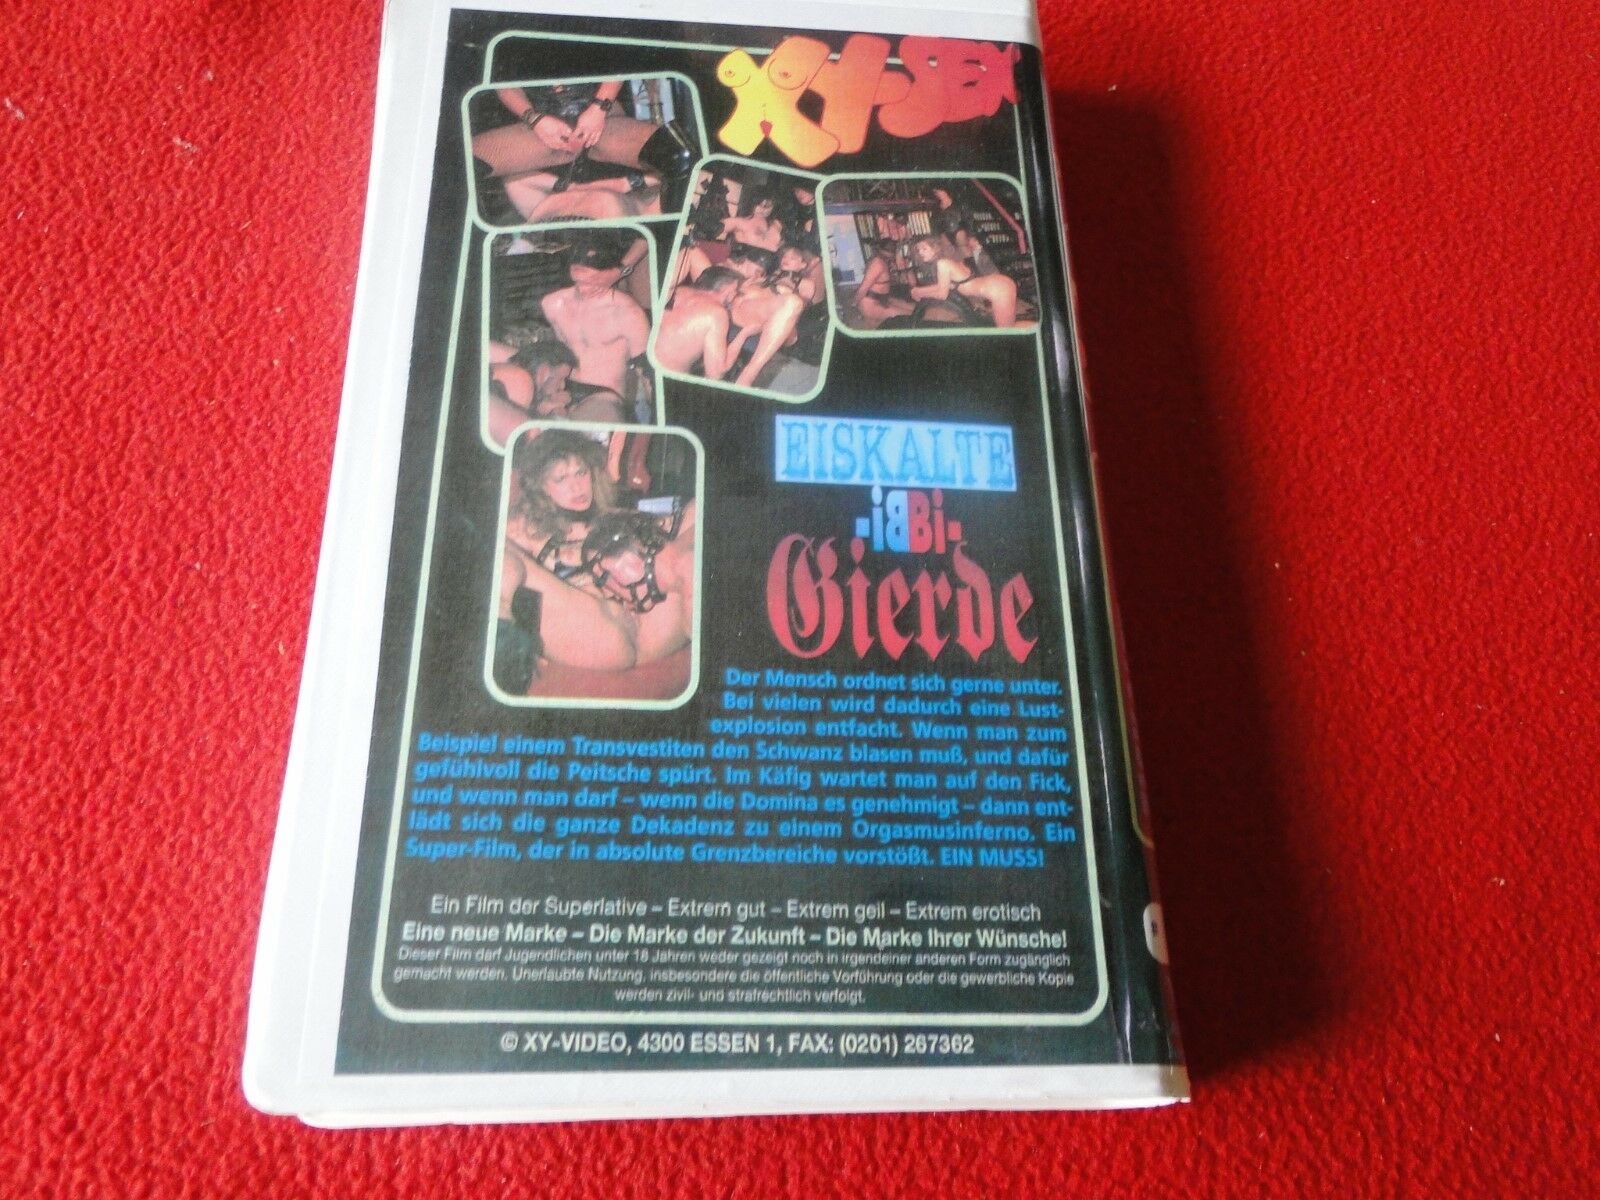 XY-SEX
EISKALTE
-iBBi-
Gierde
Der Mensch ordnet sich gerne unter.
Bei vielen wird dadurch eine Lust-
explosion entfacht. Wenn man zum
Beispiel einem Transvestiten den Schwanz blasen muß, und dafür
gefühlvoll die Peitsche spürt. Im Käfig wartet man auf den Fick,
und wenn man darf – wenn die Domina es genehmigt – dann ent-
lädt sich die ganze Dekadenz zu einem Orgasmusinferno. Ein
Super-Film, der in absolute Grenzbereiche vorstößt. EIN MUSS!
Ein Film der Superlative – Extrem gut – Extrem geil – Extrem erotisch
Eine neue Marke – Die Marke der Zukunft – Die Marke Ihrer Wünsche!
Dieser Film darf Jugendlichen unter 18 Jahren weder gezeigt noch in irgendeiner anderen Form zugänglich
gemacht werden. Unerlaubte Nutzung, insbesondere die öffentliche Vorführung oder die gewerbliche Kopie
werden zivil- und strafrechtlich verfolgt.
© XY-VIDEO, 4300 ESSEN 1, FAX: (0201) 267362